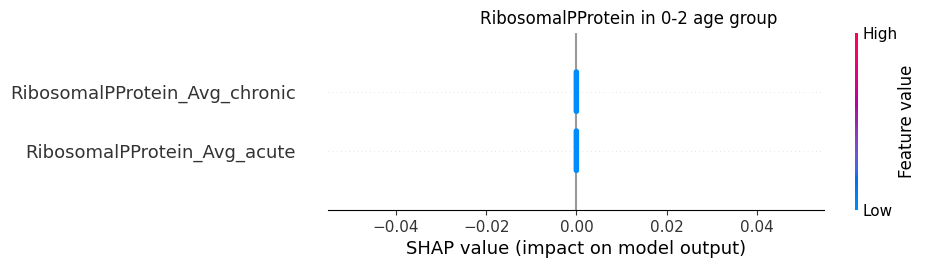 RibosomalPProtein in 0-2 age group
High
RibosomalPProtein_Avg_chronic
RibosomalPProtein_Avg_acute
Feature value
Low
−0.04 −0.02 0.00 0.02 0.04
SHAP value (impact on model output)